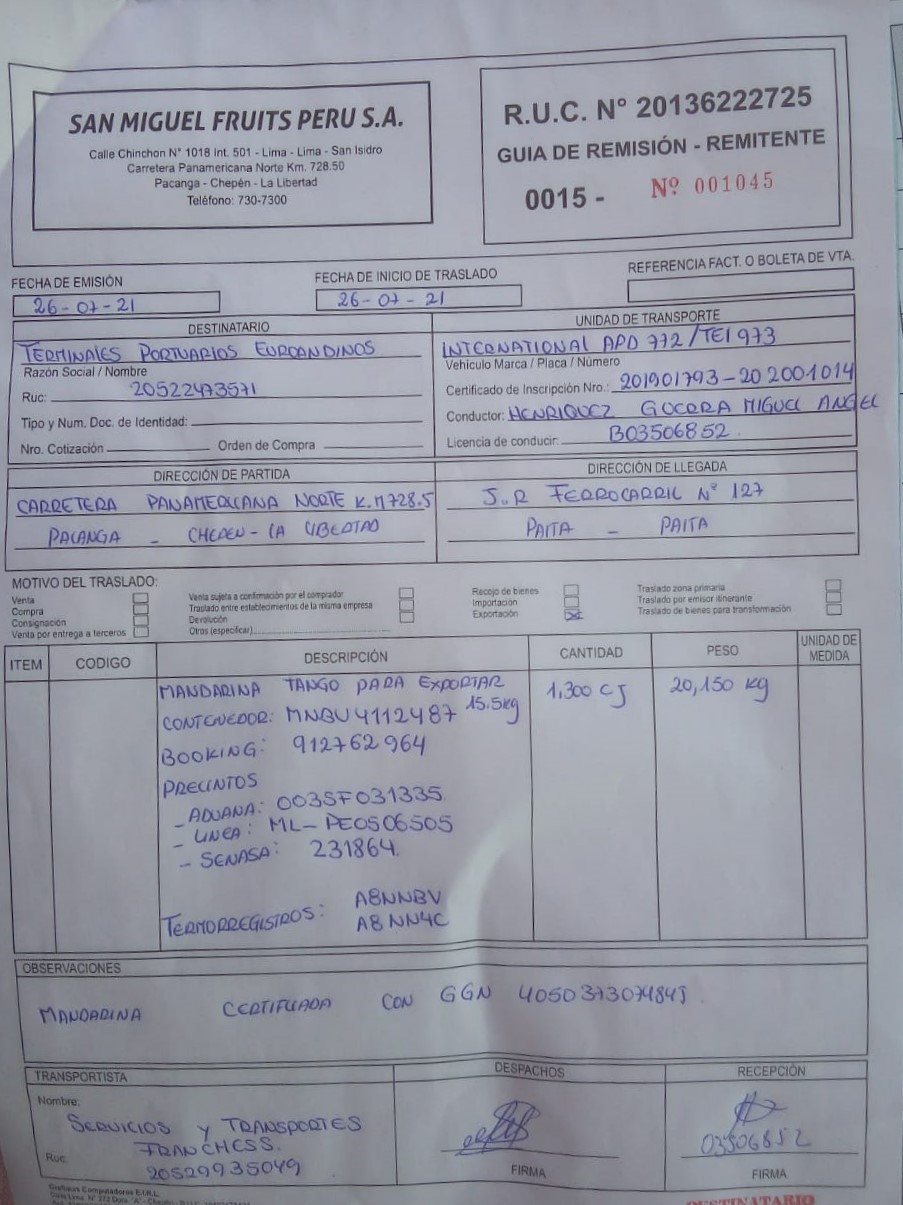 SAN MIGUEL FRUITS PERU S.A.
Calle Chinchon N° 1018 Int. 501 - Lima - Lima - San Isidro
Carretera Panamericana Norte Km. 728.50
Pacanga - Chepén - La Libertad
Teléfono: 730-7300
R.U.C. N° 20136222725
GUIA DE REMISIÓN - REMITENTE
0015 - Nº 001045
FECHA DE EMISIÓN
26-07-21
FECHA DE INICIO DE TRASLADO
26-07-21
REFERENCIA FACT. O BOLETA DE VTA.
DESTINATARIO
TERMINALES PORTUARIOS EUROANDINOS
Razón Social / Nombre
Ruc: 20522473571
Tipo y Num. Doc. de Identidad:
Nro. Cotización Orden de Compra
UNIDAD DE TRANSPORTE
INTERNATIONAL APD 772/TEI 973
Vehículo Marca / Placa / Número
Certificado de Inscripción Nro.: 201901793-202001014
Conductor: HENRIQUEZ GUERRA MIGUEL ANGEL
Licencia de conducir: B03506852
DIRECCIÓN DE PARTIDA
CARRETERA PANAMERICANA NORTE K.M 728.5
PACANGA - CHEPEN - LA LIBERTAD
DIRECCIÓN DE LLEGADA
J.R FERROCARRIL N° 127
PAITA - PAITA
MOTIVO DEL TRASLADO:
Venta
Compra
Consignación
Venta por entrega a terceros
Venta sujeta a confirmación por el comprador
Traslado entre establecimientos de la misma empresa
Devolución
Otros (especificar)
Recojo de bienes
Importación
Exportación
Traslado zona primaria
Traslado por emisor itinerante
Traslado de bienes para transformación
ITEM CODIGO DESCRIPCIÓN CANTIDAD PESO UNIDAD DE MEDIDA
MANDARINA TANGO PARA EXPORTAR 1,300 CJ 20,150 kg
15.5kg
CONTENEDOR: MNBU4112487
BOOKING: 912762964
PRECINTOS
- ADUANA: 003SF031335
- LINEA: ML-PE0506505
- SENASA: 231864.
TERMORREGISTROS: A8NNBV
A8NN4C
OBSERVACIONES
MANDARINA CERTIFICADA CON GGN
TRANSPORTISTA
Nombre:
SERVICIOS Y TRANSPORTES
FRANCHESS.
Ruc: 20529935049
DESPACHOS
FIRMA
RECEPCIÓN
03506852
FIRMA
DESTINATARIO